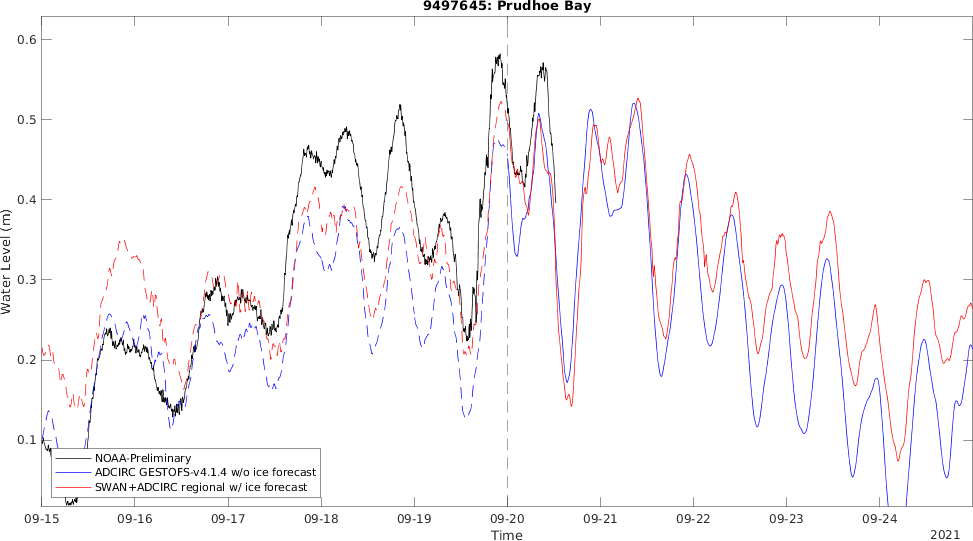 9497645: Prudhoe Bay
0.6
0.5
0.4
0.3
0.2
0.1
Water Level (m)
NOAA-Preliminary
ADCIRC GESTOFS-v4.1.4 w/o ice forecast
SWAN+ADCIRC regional w/ ice forecast
09-15 09-16 09-17 09-18 09-19 09-20 09-21 09-22 09-23 09-24
Time
2021